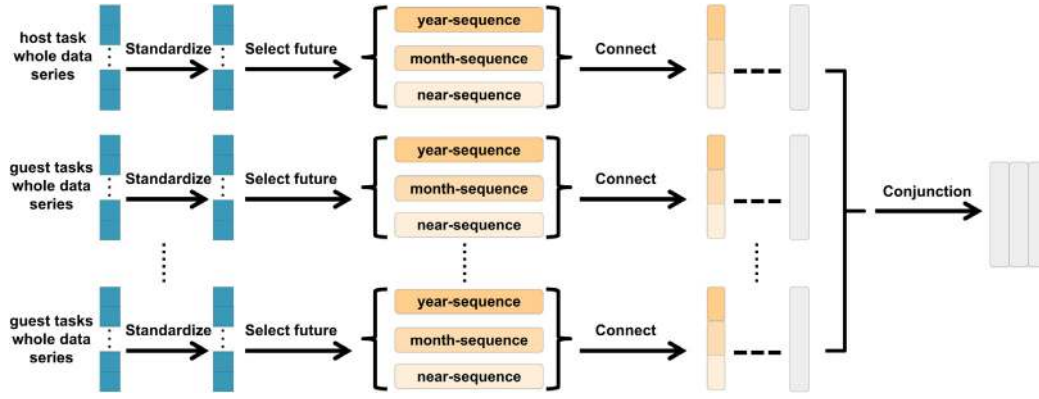 host task
whole data
series
Standardize
Select future
year-sequence
month-sequence
near-sequence
Connect
guest tasks
whole data
series
Standardize
Select future
year-sequence
month-sequence
near-sequence
Connect
Conjunction
guest tasks
whole data
series
Standardize
Select future
year-sequence
month-sequence
near-sequence
Connect